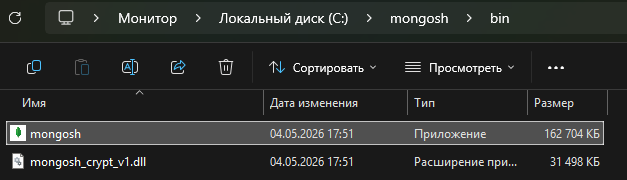 Монитор > Локальный диск (C:) > mongosh > bin
Сортировать Просмотреть ...
Имя Дата изменения Тип Размер
mongosh 04.05.2026 17:51 Приложение 162 704 КБ
mongosh_crypt_v1.dll 04.05.2026 17:51 Расширение при... 31 498 КБ